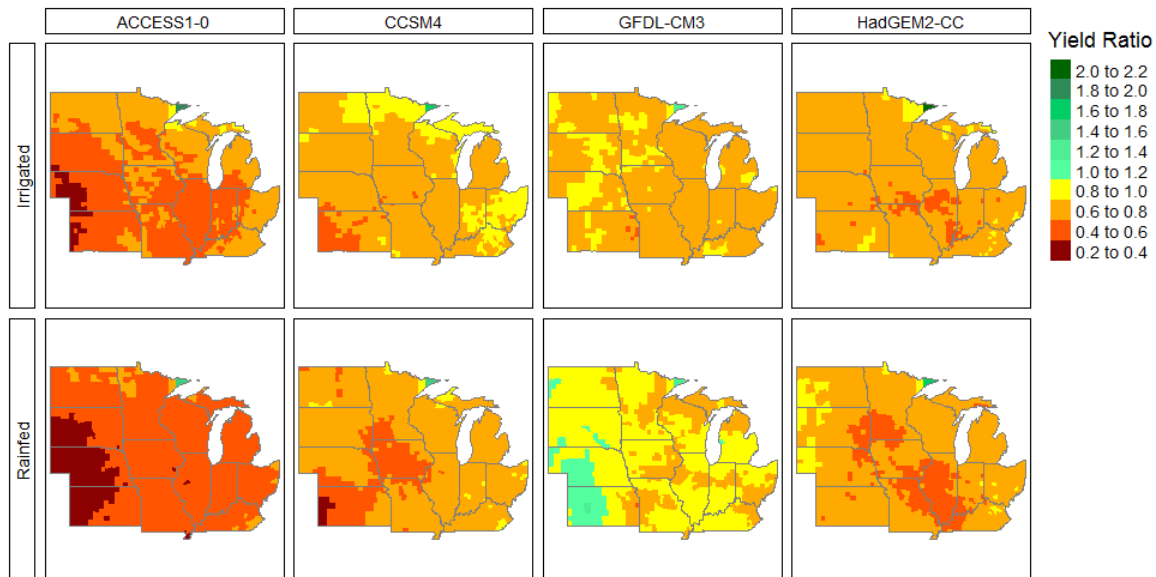 ACCESS1-0
CCSM4
GFDL-CM3
HadGEM2-CC
Yield Ratio
2.0 to 2.2
1.8 to 2.0
1.6 to 1.8
1.4 to 1.6
1.2 to 1.4
1.0 to 1.2
0.8 to 1.0
0.6 to 0.8
0.4 to 0.6
0.2 to 0.4
Irrigated
Rainfed